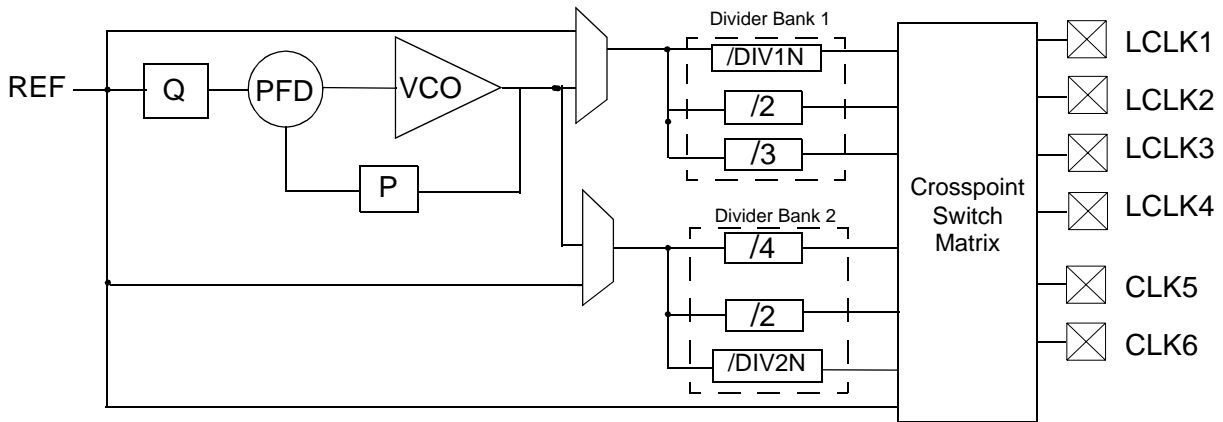 Divider Bank 1
/DIV1N
LCLK1
REF
Q
PFD
VCO
/2
LCLK2
/3
LCLK3
P
Crosspoint
Switch
Matrix
LCLK4
Divider Bank 2
/4
CLK5
/2
CLK6
/DIV2N